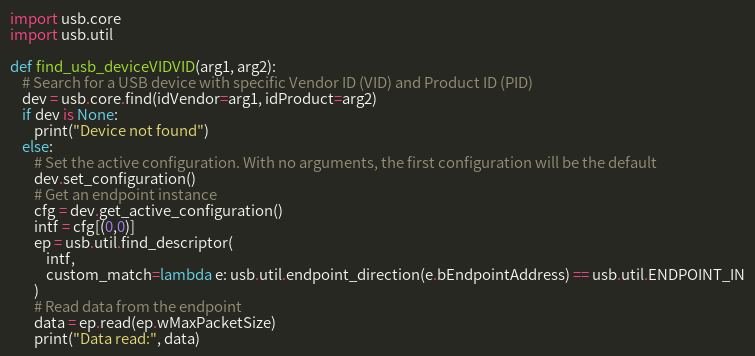 import usb.core
import usb.util

def find_usb_deviceVIDVID(arg1, arg2):
   # Search for a USB device with specific Vendor ID (VID) and Product ID (PID)
   dev = usb.core.find(idVendor=arg1, idProduct=arg2)
   if dev is None:
      print("Device not found")
   else:
      # Set the active configuration. With no arguments, the first configuration will be the default
      dev.set_configuration()
      # Get an endpoint instance
      cfg = dev.get_active_configuration()
      intf = cfg[(0,0)]
      ep = usb.util.find_descriptor(
         intf,
         custom_match=lambda e: usb.util.endpoint_direction(e.bEndpointAddress) == usb.util.ENDPOINT_IN
      )
      # Read data from the endpoint
      data = ep.read(ep.wMaxPacketSize)
      print("Data read:", data)